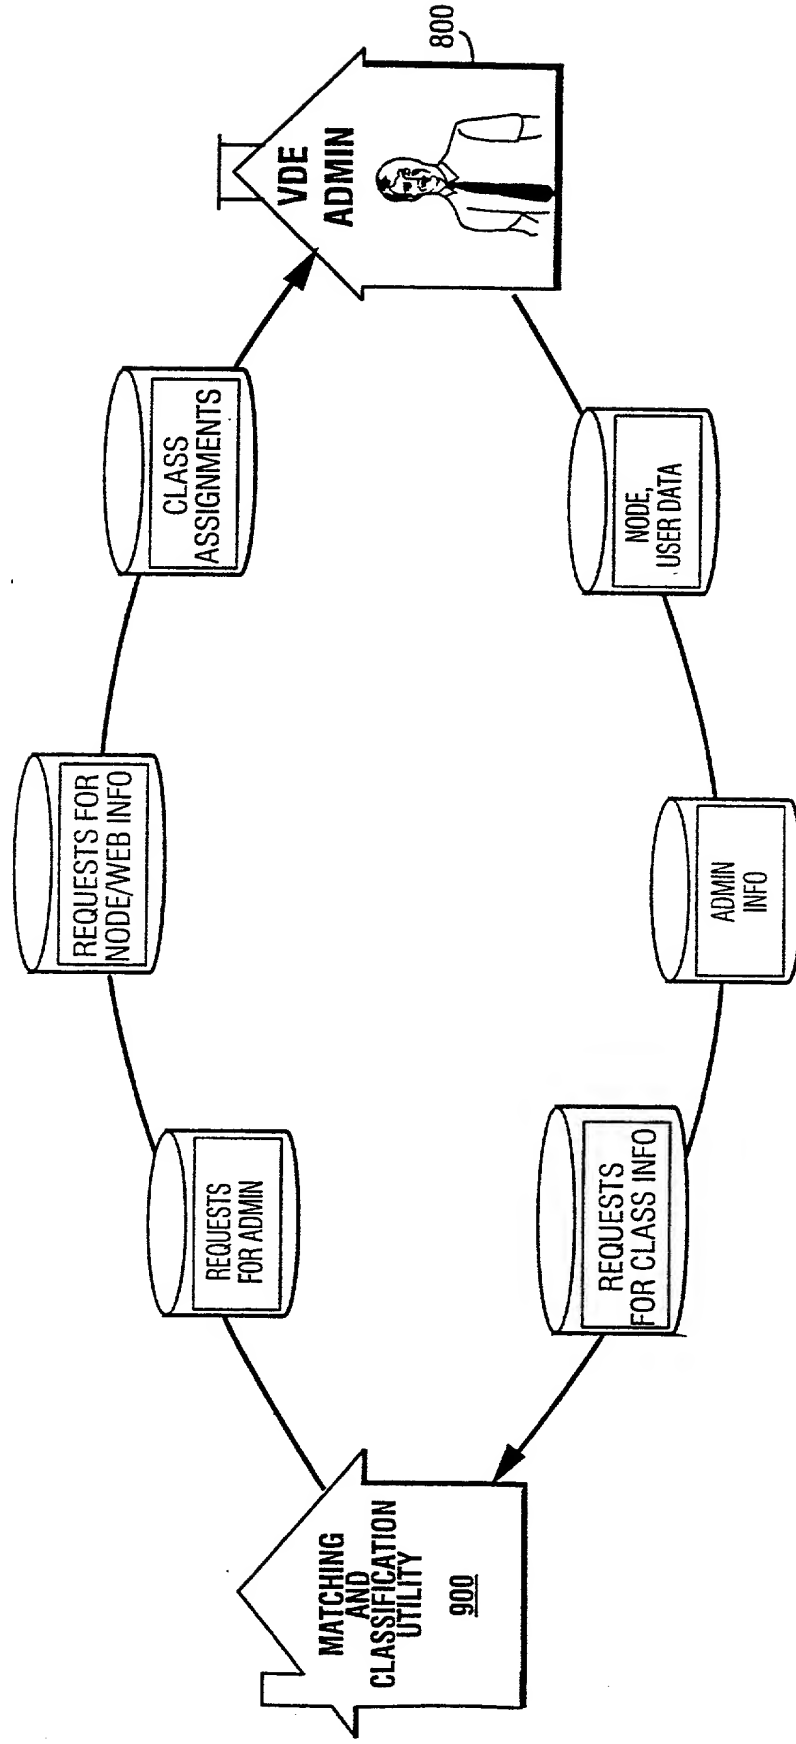 MATCHING
AND
CLASSIFICATION
UTILITY
900
REQUESTS
FOR ADMIN
REQUESTS FOR
NODE/WEB INFO
CLASS
ASSIGNMENTS
VDE
ADMIN
800
NODE,
USER DATA
ADMIN
INFO
REQUESTS
FOR CLASS INFO